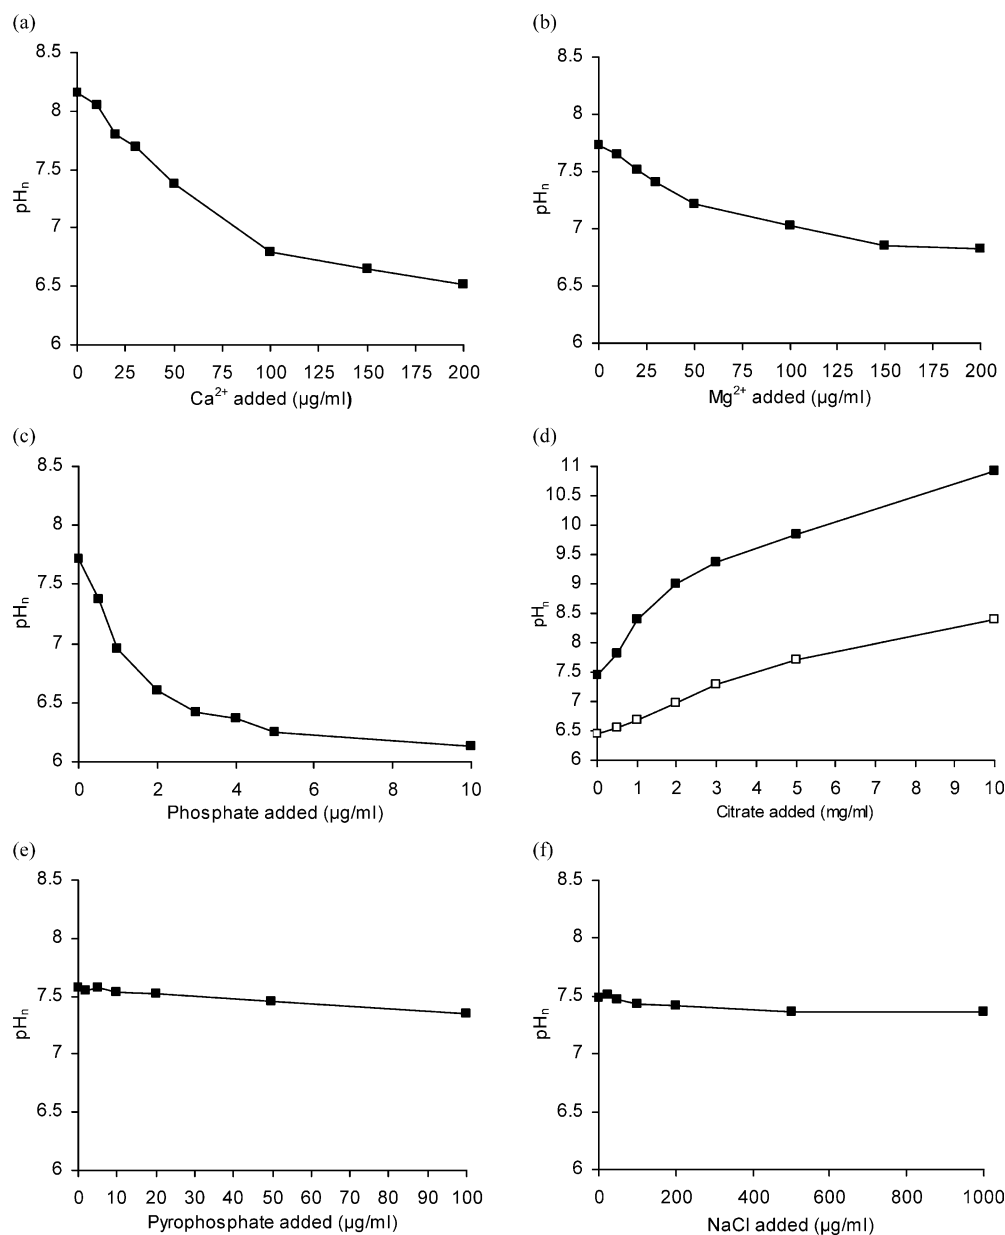 (a)
8.5
8
7.5
7
6.5
6
pHn
0 25 50 75 100 125 150 175 200
Ca2+ added (µg/ml)
(b)
8.5
8
7.5
7
6.5
6
pHn
0 25 50 75 100 125 150 175 200
Mg2+ added (µg/ml)
(c)
8.5
8
7.5
7
6.5
6
pHn
0 2 4 6 8 10
Phosphate added (µg/ml)
(d)
11
10.5
10
9.5
9
8.5
8
7.5
7
6.5
6
pHn
0 1 2 3 4 5 6 7 8 9 10
Citrate added (mg/ml)
(e)
8.5
8
7.5
7
6.5
6
pHn
0 10 20 30 40 50 60 70 80 90 100
Pyrophosphate added (µg/ml)
(f)
8.5
8
7.5
7
6.5
6
pHn
0 200 400 600 800 1000
NaCl added (µg/ml)